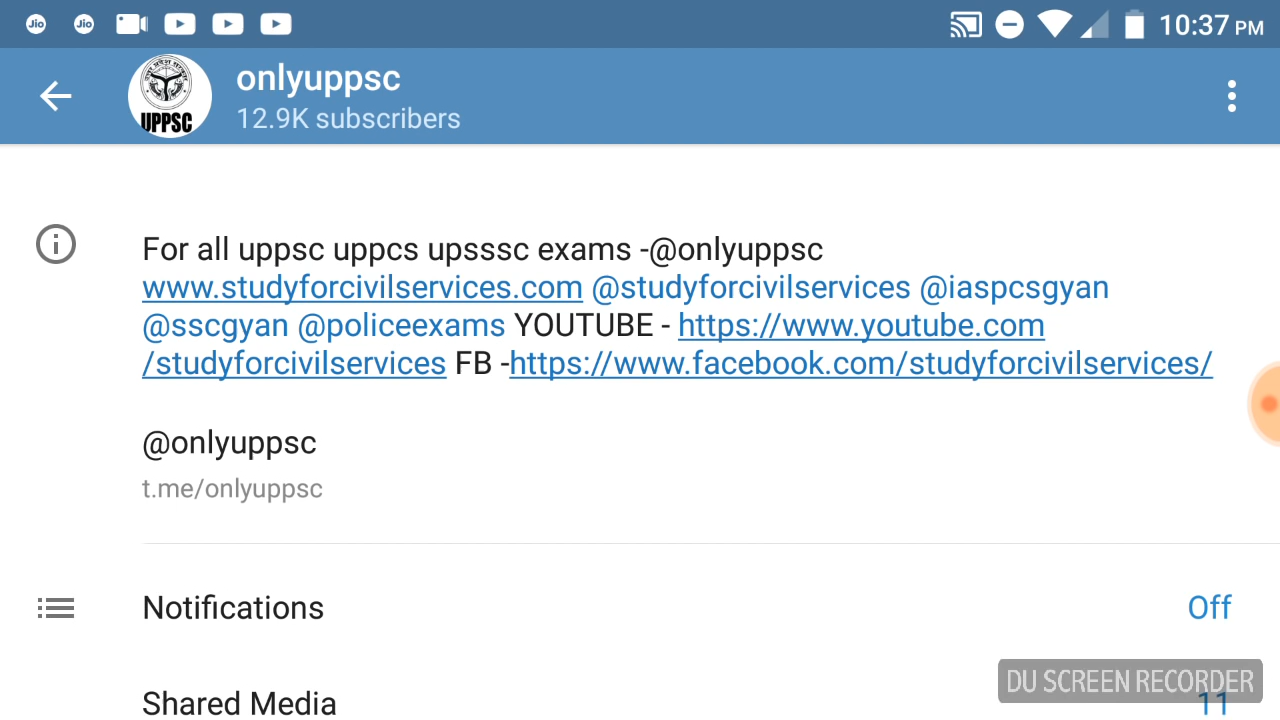 Jio Jio 10:37 PM
onlyuppsc
UPPSC
12.9K subscribers
For all uppsc uppcs upsssc exams -@onlyuppsc
www.studyforcivilservices.com @studyforcivilservices @iaspcsgyan
@sscgyan @policeexams YOUTUBE - https://www.youtube.com
/studyforcivilservices FB -https://www.facebook.com/studyforcivilservices/
@onlyuppsc
t.me/onlyuppsc
Notifications Off
DU SCREEN RECORDER
Shared Media 11